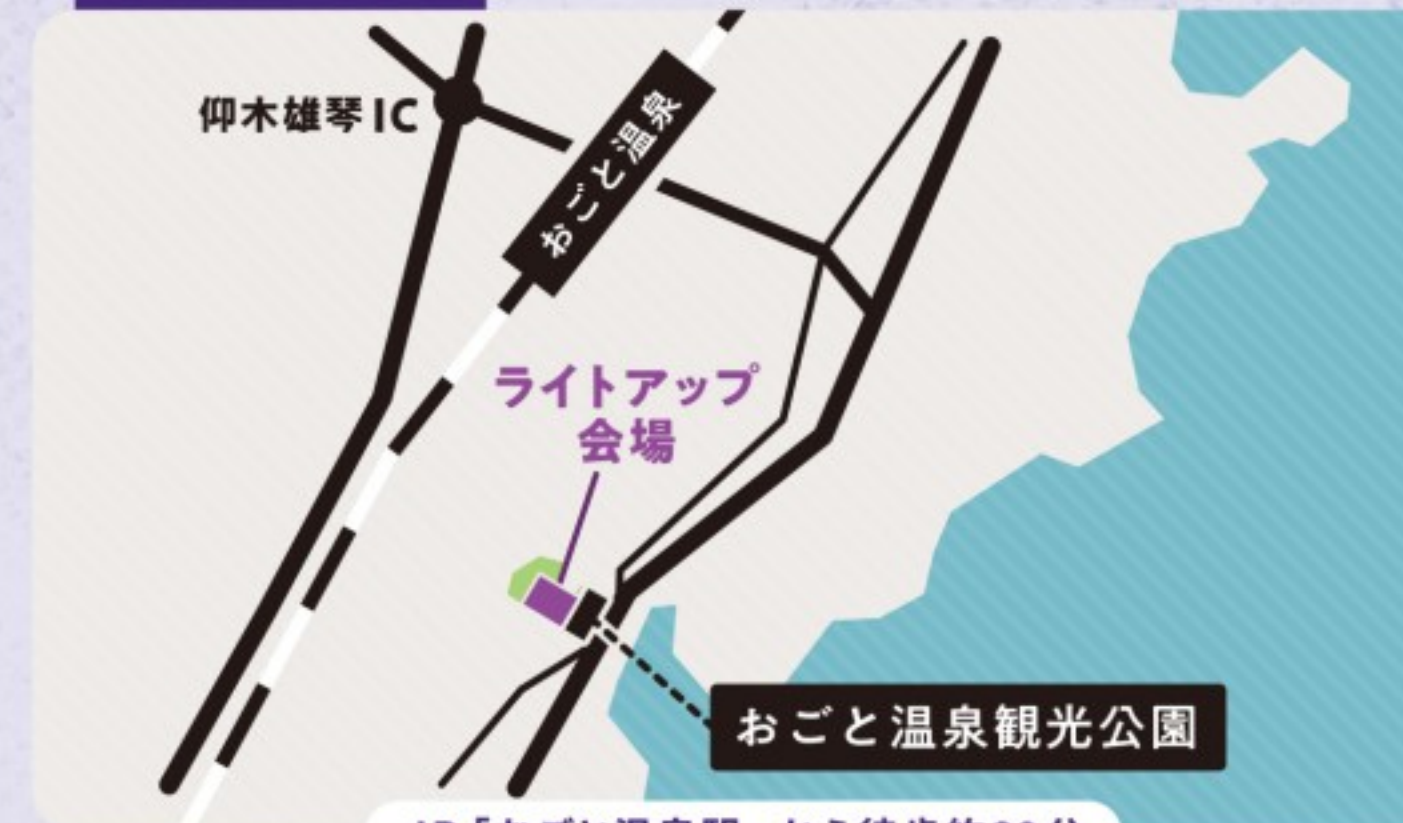 仰木雄琴IC
おごと温泉
ライトアップ
会場
おごと温泉観光公園